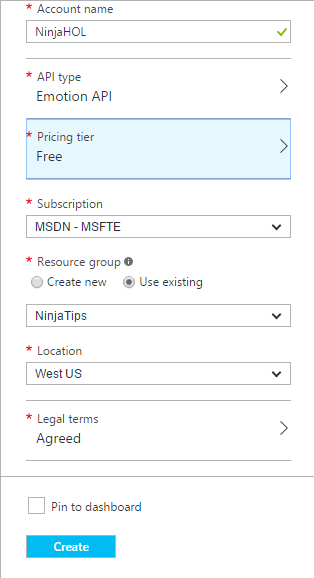 * Account name
NinjaHOL
* API type
Emotion API
* Pricing tier
Free
* Subscription
MSDN - MSFTE
* Resource group
Create new Use existing
NinjaTips
* Location
West US
* Legal terms
Agreed
Pin to dashboard
Create